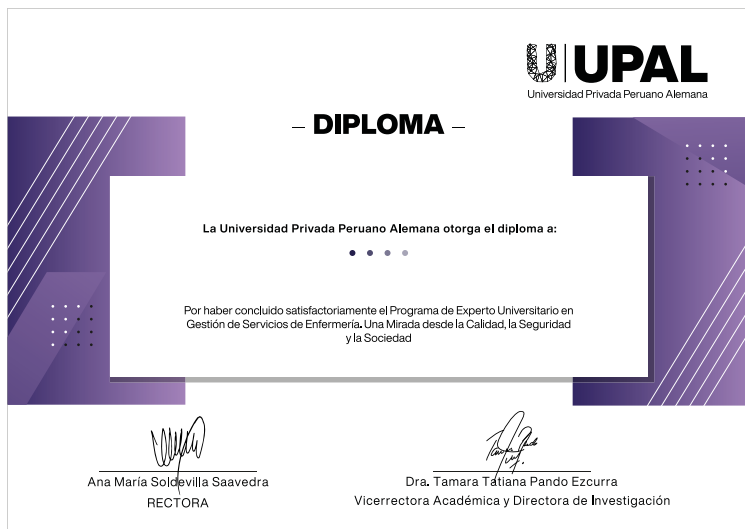 UPAL
Universidad Privada Peruano Alemana
– DIPLOMA –
La Universidad Privada Peruano Alemana otorga el diploma a:
Por haber concluido satisfactoriamente el Programa de Experto Universitario en
Gestión de Servicios de Enfermería. Una Mirada desde la Calidad, la Seguridad
y la Sociedad
Ana María Soldevilla Saavedra
RECTORA
Dra. Tamara Tatiana Pando Ezcurra
Vicerrectora Académica y Directora de Investigación